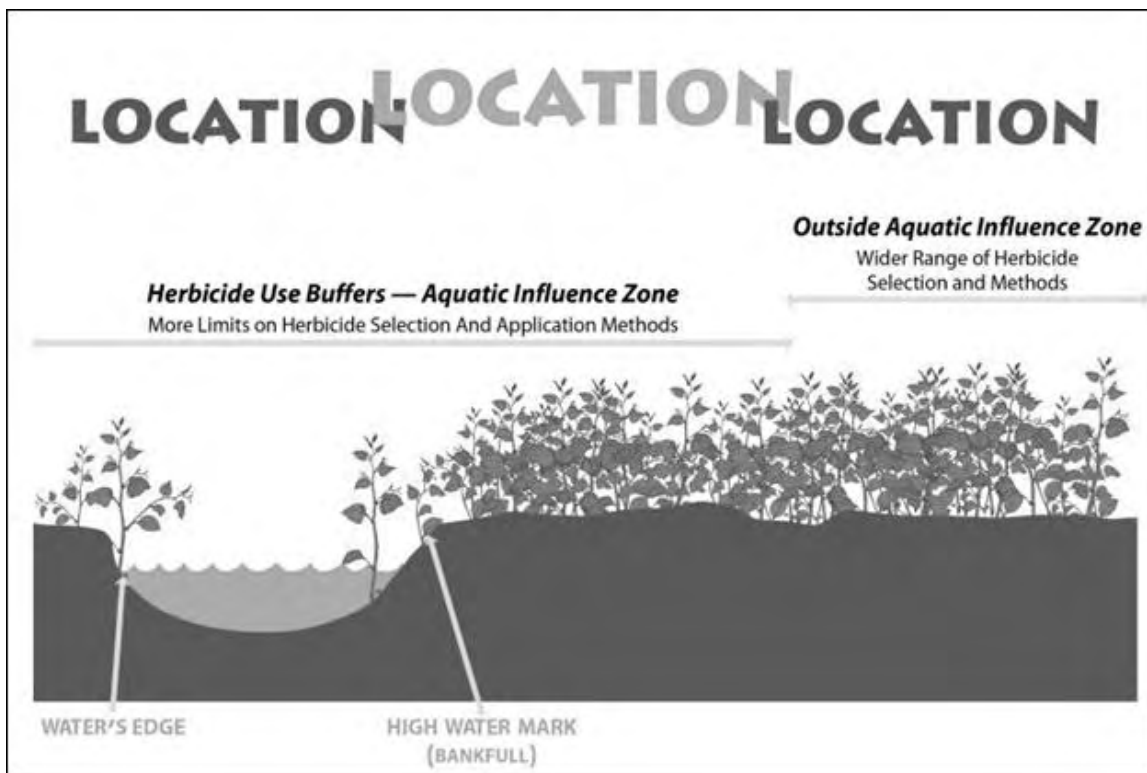 LOCATION LOCATION LOCATION
Outside Aquatic Influence Zone
Wider Range of Herbicide
Selection and Methods
Herbicide Use Buffers — Aquatic Influence Zone
More Limits on Herbicide Selection And Application Methods
WATER'S EDGE
HIGH WATER MARK
(BANKFULL)